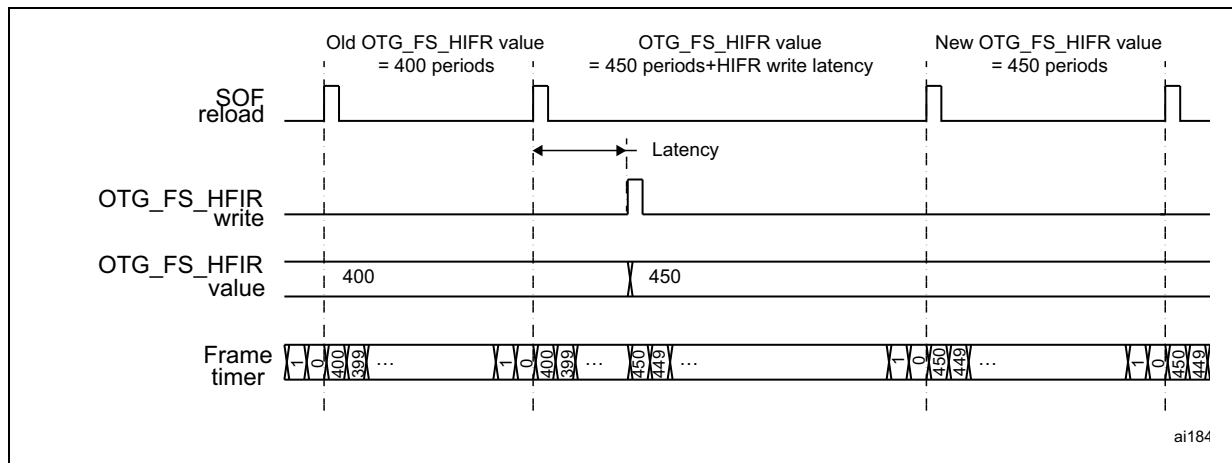 Old OTG_FS_HIFR value
= 400 periods
OTG_FS_HIFR value
= 450 periods+HIFR write latency
New OTG_FS_HIFR value
= 450 periods
SOF
reload
Latency
OTG_FS_HFIR
write
OTG_FS_HFIR
value
400
450
Frame
timer
1 0 400 399 ... 1 0 400 399 ... 450 449 ... 1 0 450 449 ... 1 0 450 449
ai184